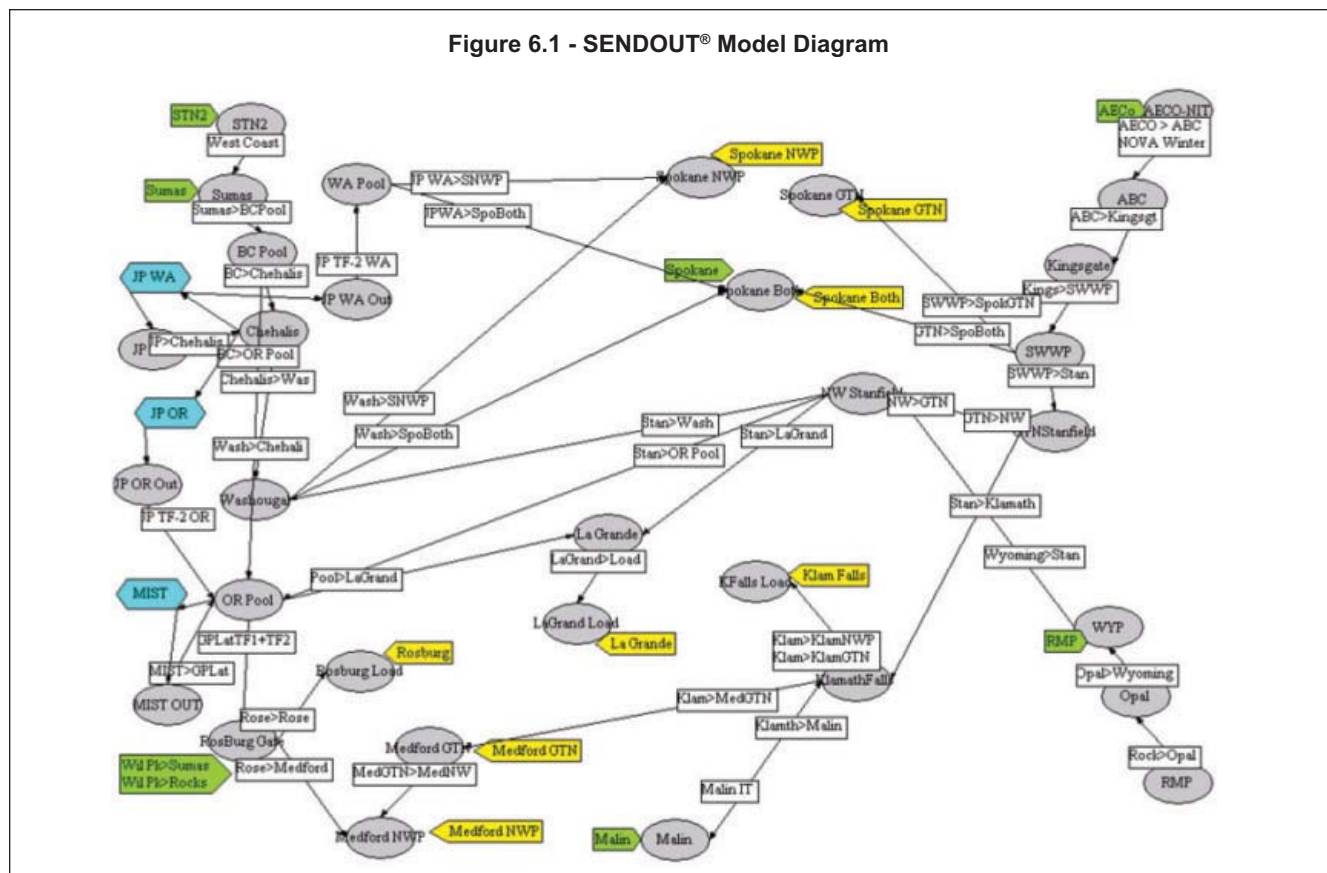 Figure 6.1 - SENDOUT® Model Diagram
STN2
STN2
West Coast
Sumas
Sumas
Sumas>BCPool
BC Pool
BC>Chehalis
JP WA
JP TF-2 WA
JP WA Out
WA Pool
JP WA>SNWP
JPWA>SpoBoth
Spokane NWP
Spokane NWP
Spokane GTN
Spokane GTN
AECo
AECO-NIT
AECO > ABC
NOVA Winter
ABC
ABC>Kingsgt
Kingsgate
Kings>SWWP
Spokane
Spokane Both
Spokane Both
SWWP>SpokGTN
GTN>SpoBoth
SWWP
SWWP>Stan
Chehalis
JP
JP>Chehalis
BC>OR Pool
Chehalis>Was
JP OR
Wash>SNWP
Wash>SpoBoth
Wash>Chehali
NW Stanfield
NW>GTN
GTN>NW
Stan>Wash
Stan>LaGrand
Stan>OR Pool
JP OR Out
Washougal
JP TF-2 OR
Stan>Klamath
La Grande
LaGrand>Load
Wyoming>Stan
MIST
OR Pool
Pool>LaGrand
KFalls Load
Klam Falls
GPLatTF1+TF2
LaGrand Load
La Grande
RMP
WYP
MIST>GPLat
Rosburg
Rosburg Load
Klam>KlamNWP
Klam>KlamGTN
KlamathFalls
Opal>Wyoming
Opal
MIST OUT
Rose>Rose
Klam>MedGTN
Klamth>Malin
RosBurg Gate
Medford GTN
Medford GTN
Rock>Opal
Wil Pk>Sumas
Wil Pk>Rocks
Rose>Medford
MedGTN>MedNW
Malin IT
RMP
Medford NWP
Medford NWP
Malin
Malin